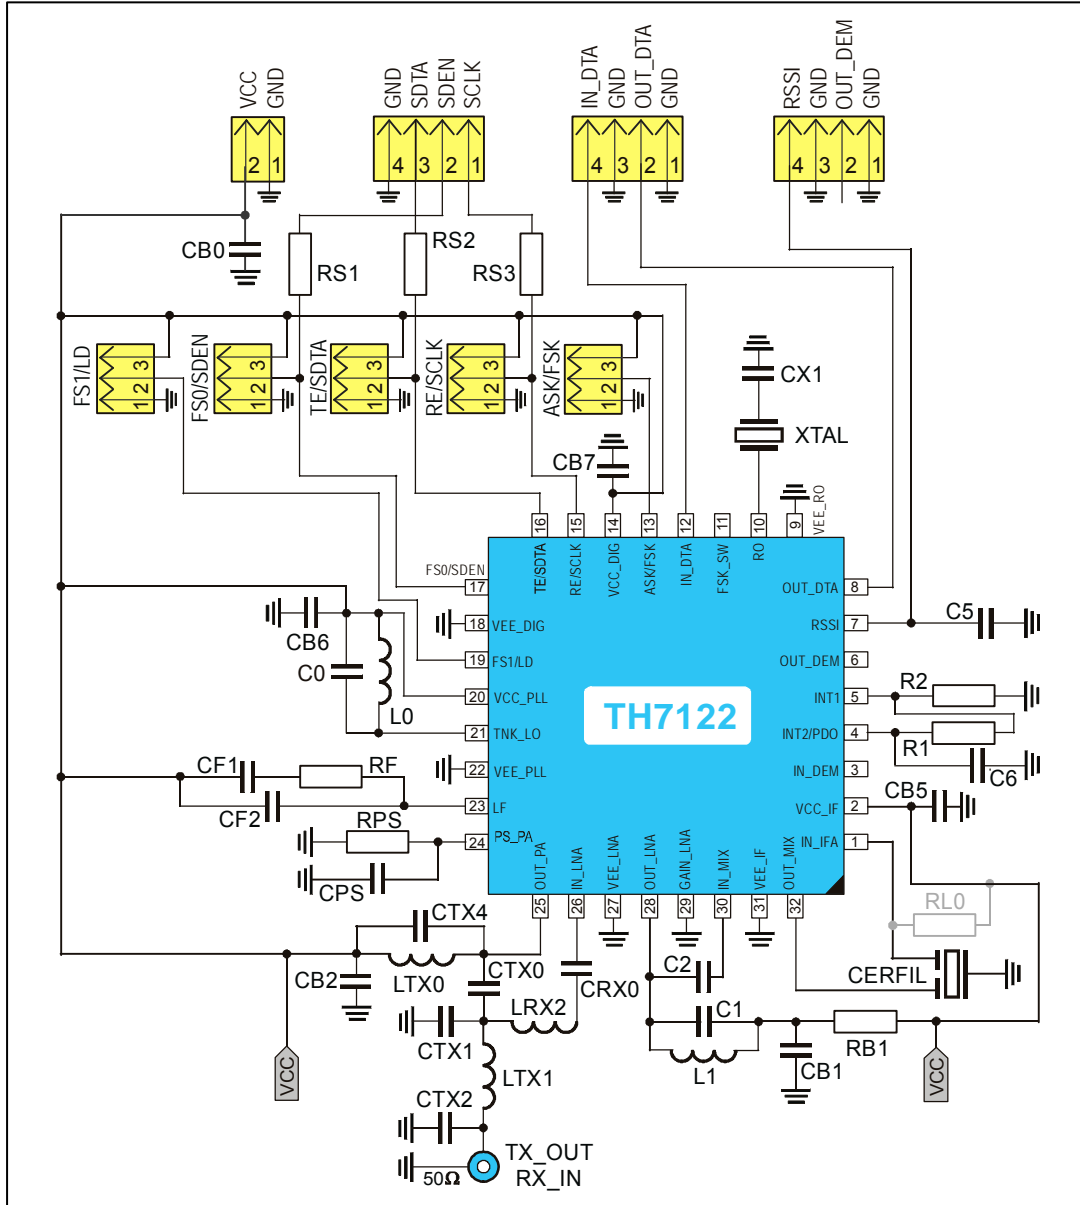 VCC
GND
GND
SDTA
SDEN
SCLK
IN_DTA
GND
OUT_DTA
GND
RSSI
GND
OUT_DEM
GND
2
1
4
3
2
1
4
3
2
1
4
3
2
1
CB0
RS1
RS2
RS3
FS1/LD
1
2
3
FS0/SDEN
1
2
3
TE/SDTA
1
2
3
RE/SCLK
1
2
3
ASK/FSK
1
2
3
CX1
XTAL
CB7
VEE_RO
16
15
14
13
12
11
10
9
TE/SDTA
RE/SCLK
VCC_DIG
ASK/FSK
IN_DTA
FSK_SW
RO
FS0/SDEN
17
OUT_DTA
8
18
VEE_DIG
RSSI
7
C5
CB6
19
FS1/LD
OUT_DEM
6
C0
L0
20
VCC_PLL
INT1
5
R2
TH7122
21
TNK_LO
INT2/PDO
4
R1
C6
22
VEE_PLL
IN_DEM
3
CF1
RF
CF2
23
LF
VCC_IF
2
CB5
RPS
24
PS_PA
IN_IFA
1
CPS
OUT_PA
IN_LNA
VEE_LNA
OUT_LNA
GAIN_LNA
IN_MIX
VEE_IF
OUT_MIX
25
26
27
28
29
30
31
32
RL0
CTX4
CB2
LTX0
CTX0
CRX0
C2
CERFIL
LRX2
C1
CTX1
L1
CB1
RB1
VCC
VCC
LTX1
CTX2
50Ω
TX_OUT
RX_IN